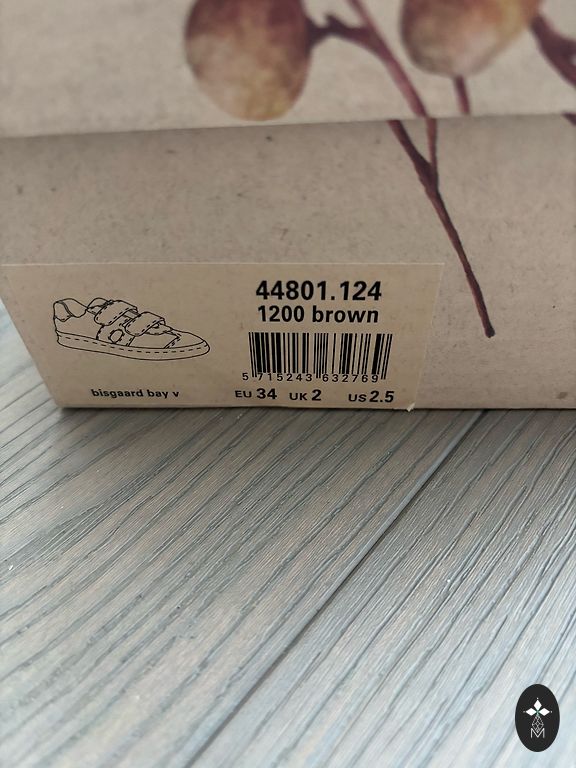 44801.124
1200 brown
5 715243 632769
bisgaard bay v
EU 34 UK 2 US 2.5
M